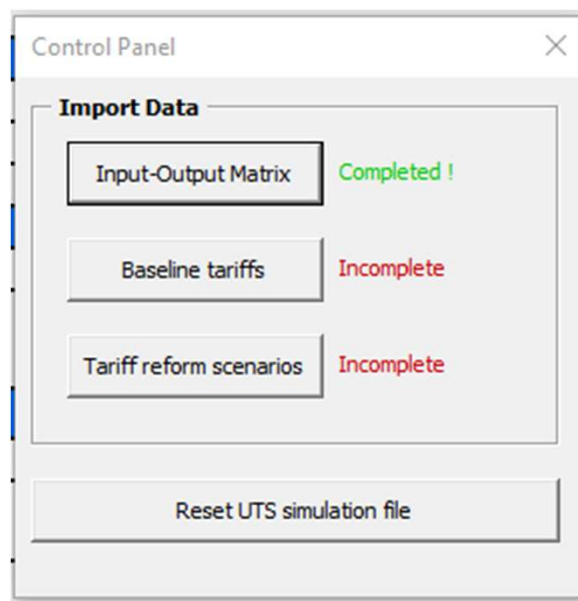 Control Panel
Import Data
Input-Output Matrix Completed !
Baseline tariffs Incomplete
Tariff reform scenarios Incomplete
Reset UTS simulation file